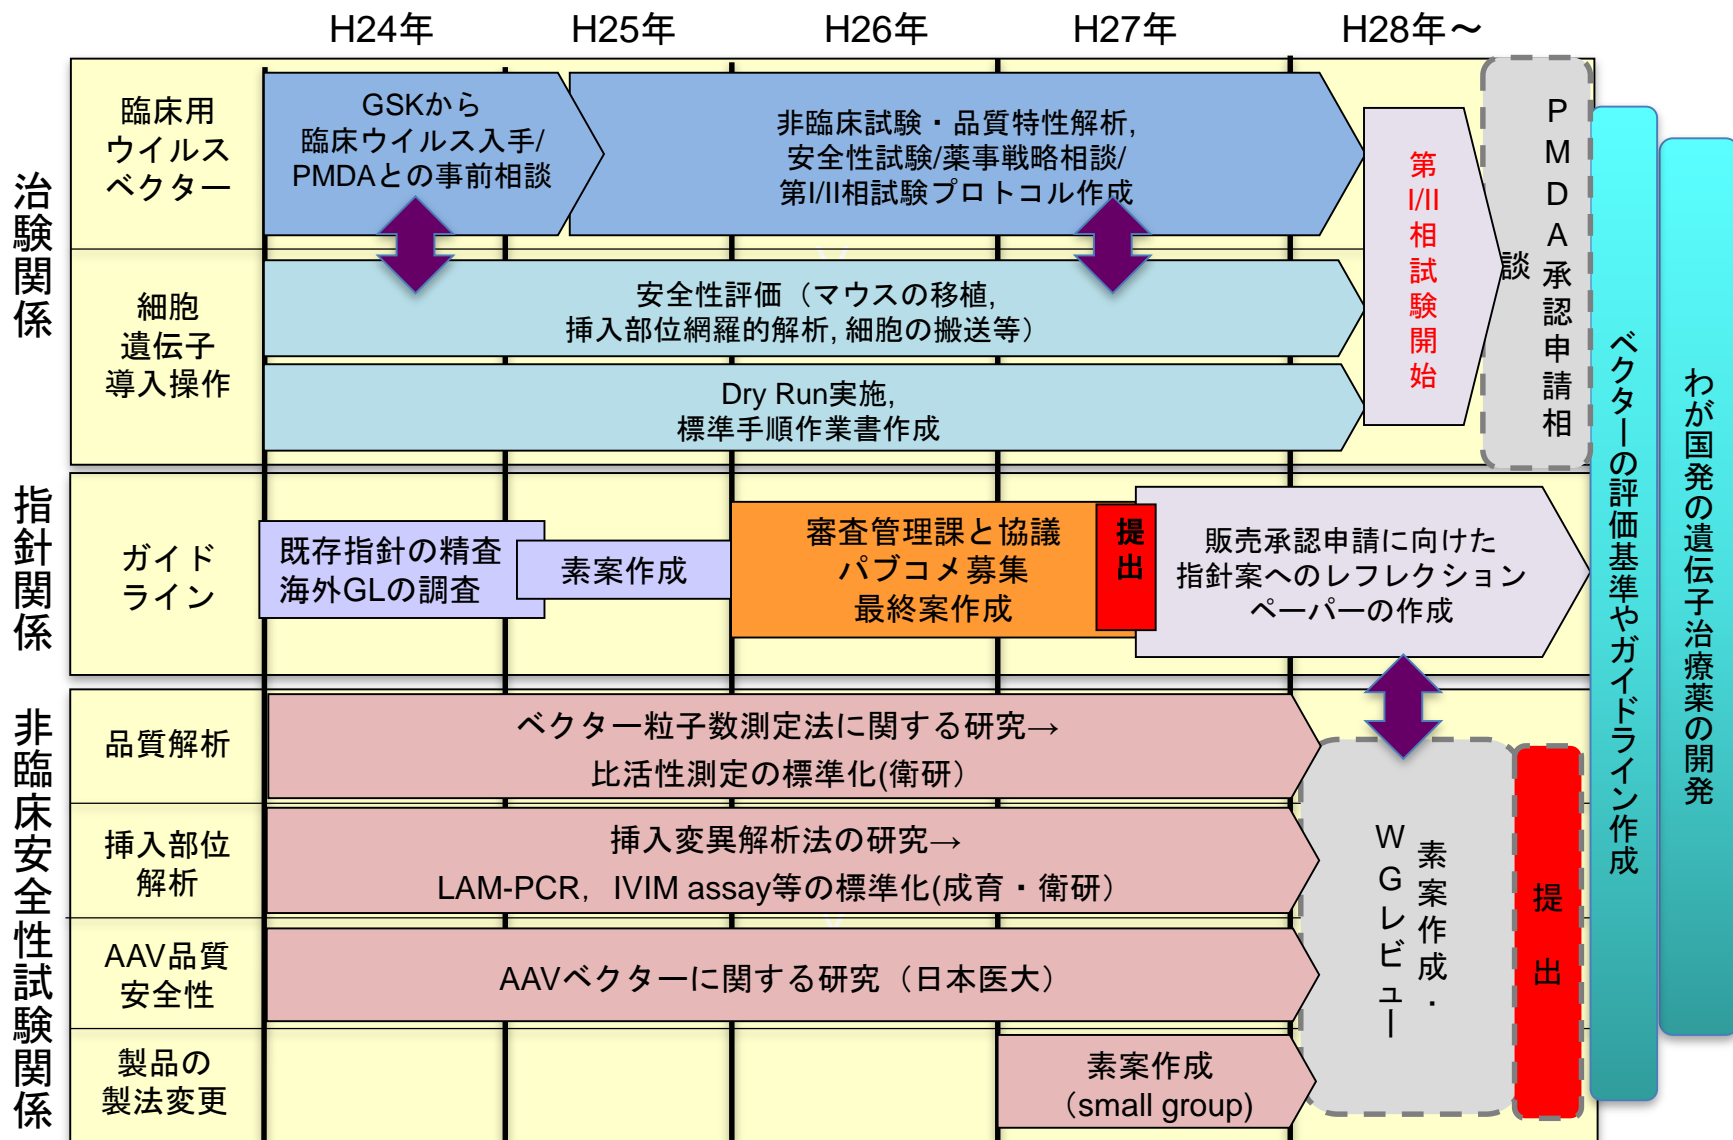 H24年
H25年
H26年
H27年
H28年～
治験関係
臨床用
ウイルス
ベクター
GSKから
臨床ウイルス入手/
PMDAとの事前相談
非臨床試験・品質特性解析,
安全性試験/薬事戦略相談/
第I/II相試験プロトコル作成
第
I/II
相
試
験
開
始
PMDA承認申請相
談
細胞
遺伝子
導入操作
安全性評価（マウスの移植,
挿入部位網羅的解析, 細胞の搬送等）
Dry Run実施,
標準手順作業書作成
指針関係
ガイド
ライン
既存指針の精査
海外GLの調査
素案作成
審査管理課と協議
パブコメ募集
最終案作成
提出
販売承認申請に向けた
指針案へのレフレクション
ペーパーの作成
非臨床安全性試験関係
品質解析
ベクター粒子数測定法に関する研究→
比活性測定の標準化(衛研）
挿入部位
解析
挿入変異解析法の研究→
LAM-PCR, IVIM assay等の標準化(成育・衛研）
AAV品質
安全性
AAVベクターに関する研究（日本医大）
製品の
製法変更
素案作成
（small group)
素案作成・
WGレビュー
提出
ベクターの評価基準やガイドライン作成
わが国発の遺伝子治療薬の開発